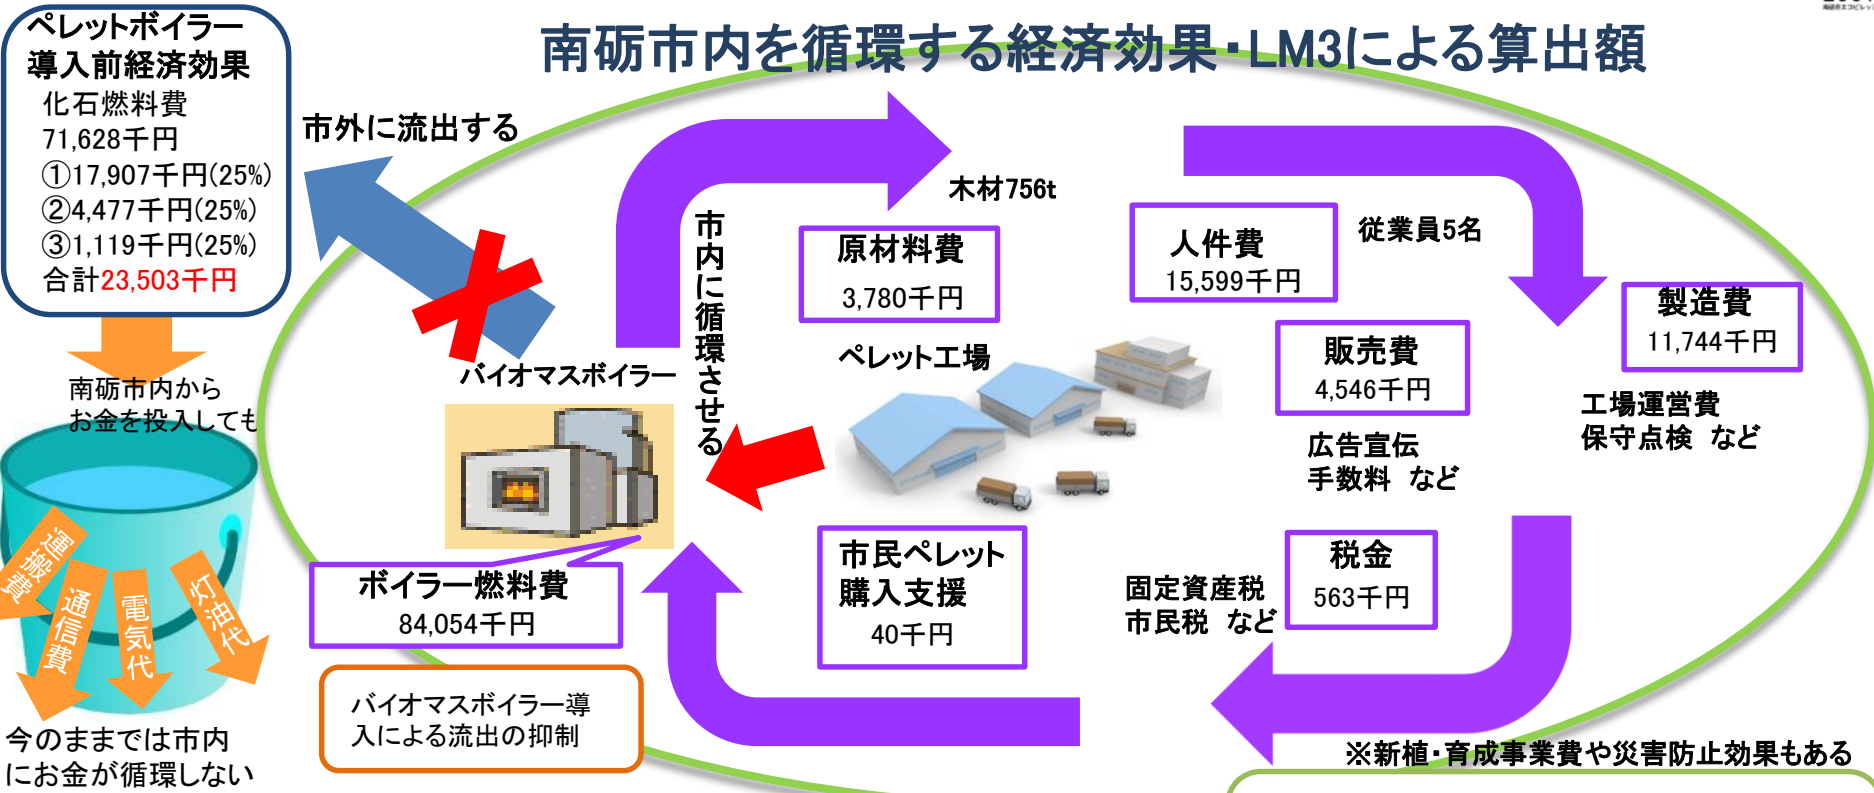 南砺市内を循環する経済効果・LM3による算出額
ペレットボイラー
導入前経済効果
化石燃料費
71,628千円
①17,907千円(25%)
②4,477千円(25%)
③1,119千円(25%)
合計23,503千円
市外に流出する
南砺市内から
お金を投入しても
運搬費
通信費
電気代
灯油代
今のままでは市内
にお金が循環しない
バイオマスボイラー
市内に循環させる
木材756t
原材料費
3,780千円
ペレット工場
人件費
15,599千円
従業員5名
販売費
4,546千円
広告宣伝
手数料 など
製造費
11,744千円
工場運営費
保守点検 など
税金
563千円
固定資産税
市民税 など
市民ペレット
購入支援
40千円
ボイラー燃料費
84,054千円
バイオマスボイラー導
入による流出の抑制
※新植・育成事業費や災害防止効果もある